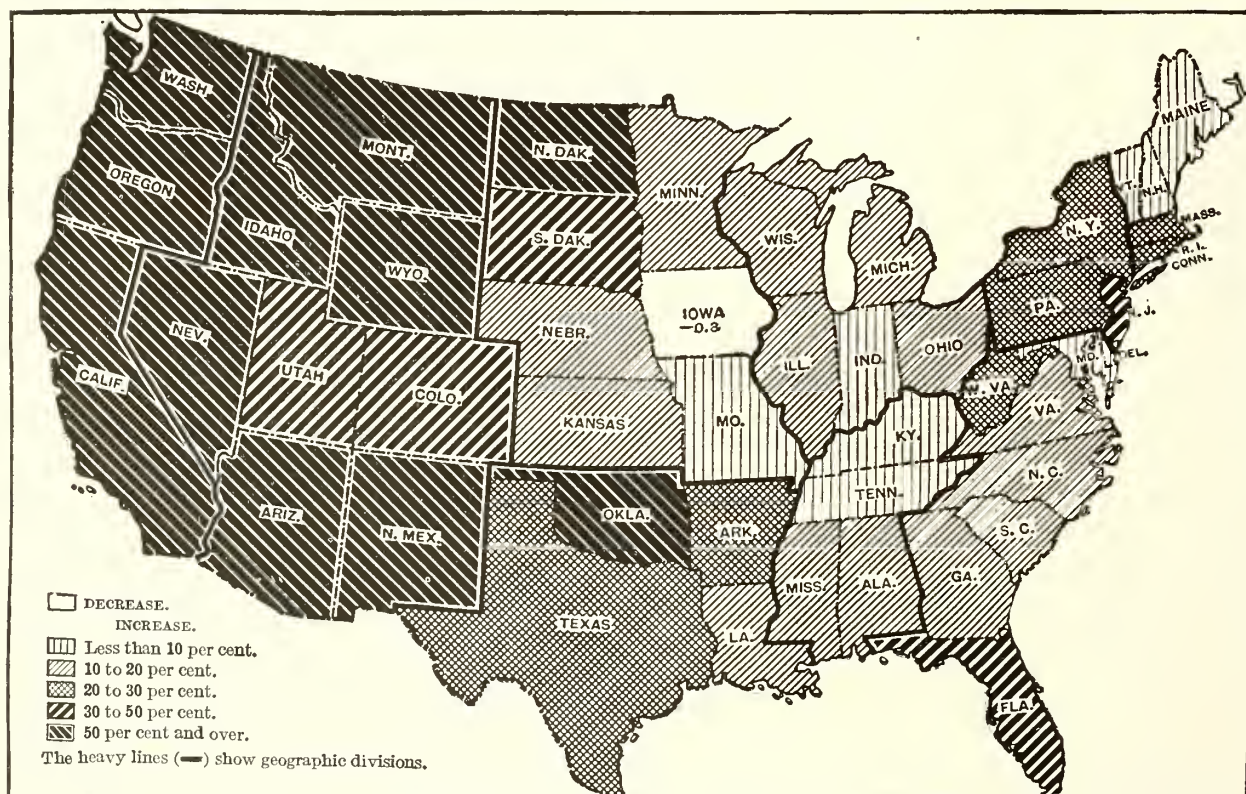 WASH
MONT.
N. DAK.
MINN.
OREGON
IDAHO
WYO.
S. DAK.
WIS.
MICH.
MAINE
T.
N.H.
MASS.
N. Y.
R. I.
CONN.
NEV.
UTAH
COLO.
NEBR.
IOWA
-0.3
PA.
N. J.
CALIF.
KANSAS
MO.
ILL.
IND.
OHIO
MD.
DEL.
W. VA.
VA.
KY.
ARIZ.
N. MEX.
OKLA.
ARK.
TENN.
N. C.
S. C.
TEXAS
LA.
MISS.
ALA.
GA.
FLA.
DECREASE.
INCREASE.
Less than 10 per cent.
10 to 20 per cent.
20 to 30 per cent.
30 to 50 per cent.
50 per cent and over.
The heavy lines (▬) show geographic divisions.